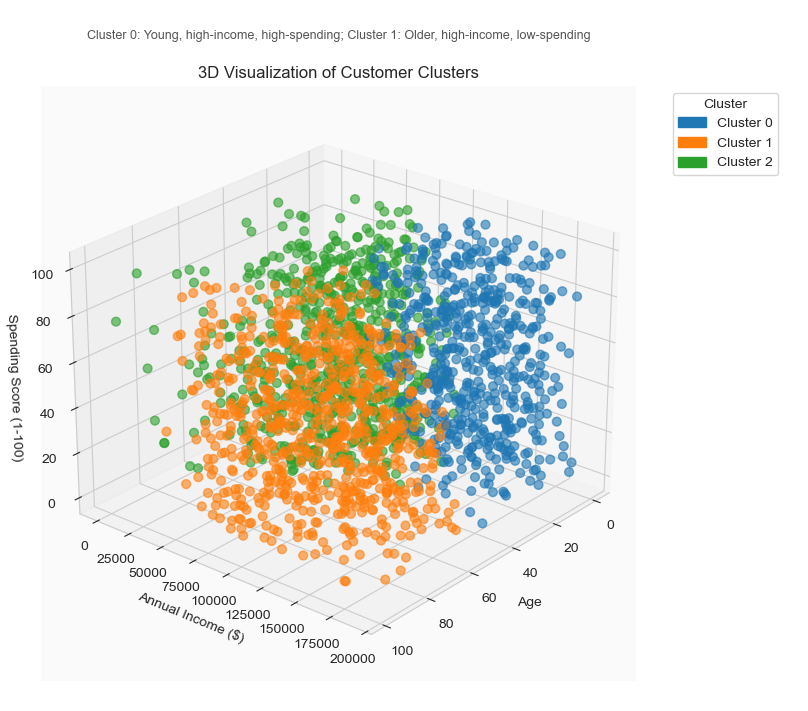 Cluster 0: Young, high-income, high-spending; Cluster 1: Older, high-income, low-spending
3D Visualization of Customer Clusters
Cluster
Cluster 0
Cluster 1
Cluster 2
Spending Score (1-100)
100
80
60
40
20
0
Annual Income ($)
0
25000
50000
75000
100000
125000
150000
175000
200000
Age
0
20
40
60
80
100